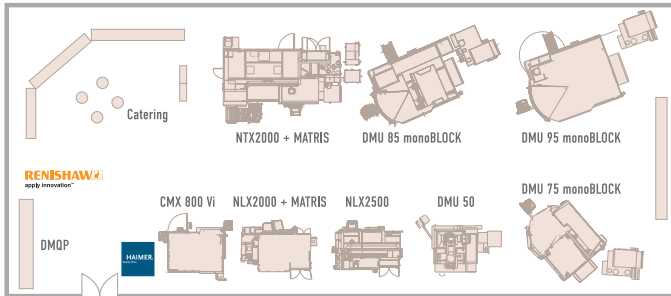 Catering
NTX2000 + MATRIS
DMU 85 monoBLOCK
DMU 95 monoBLOCK
RENISHAW
apply innovation™
DMU 75 monoBLOCK
CMX 800 Vi
NLX2000 + MATRIS
NLX2500
DMU 50
DMQP
HAIMER.